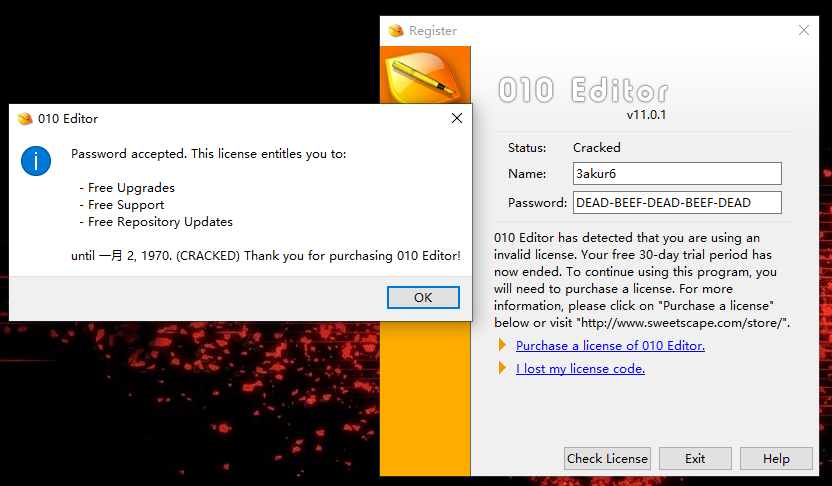 Register
010 Editor
v11.0.1
Status: Cracked
Name: 3akur6
Password: DEAD-BEEF-DEAD-BEEF-DEAD
010 Editor has detected that you are using an
invalid license. Your free 30-day trial period has
now ended. To continue using this program, you
will need to purchase a license. For more
information, please click on "Purchase a license"
below or visit "http://www.sweetscape.com/store/".
Purchase a license of 010 Editor.
I lost my license code.
Check License
Exit
Help
010 Editor
Password accepted. This license entitles you to:
- Free Upgrades
- Free Support
- Free Repository Updates
until 一月 2, 1970. (CRACKED) Thank you for purchasing 010 Editor!
OK